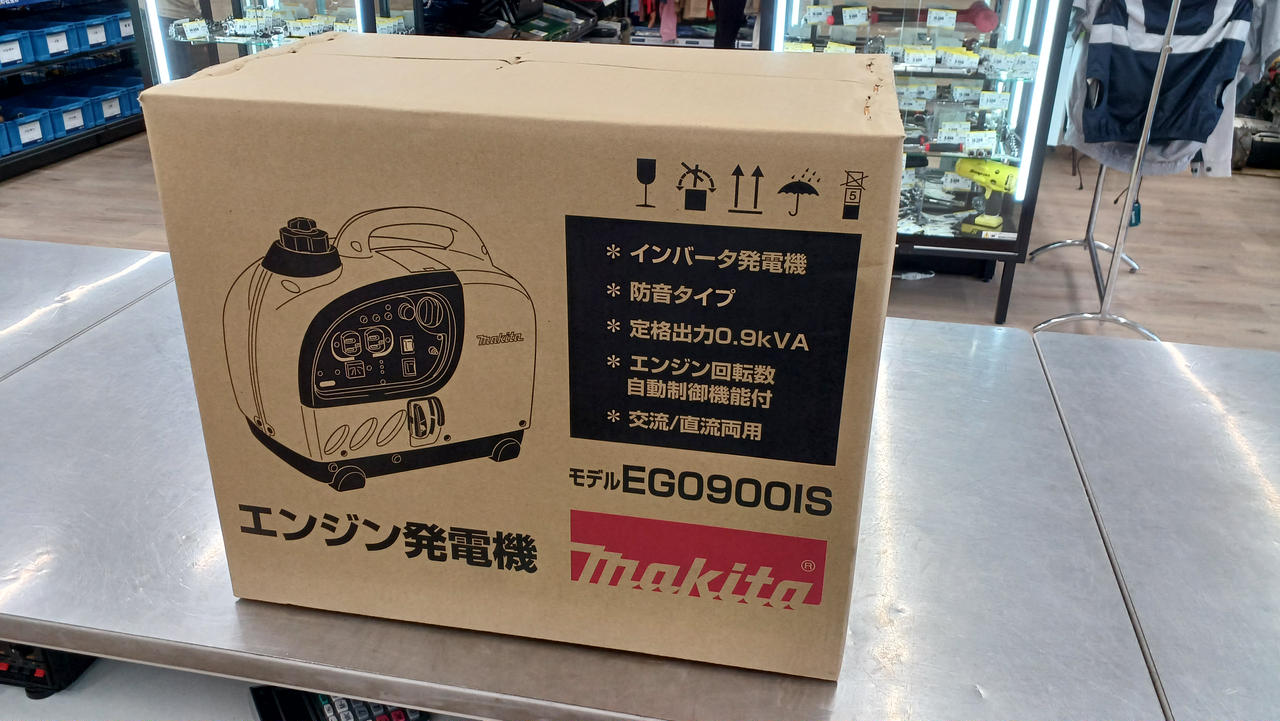 5
* インバータ発電機
* 防音タイプ
* 定格出力0.9kVA
* エンジン回転数
自動制御機能付
* 交流/直流両用
makita
モデルEG0900IS
エンジン発電機
makita®